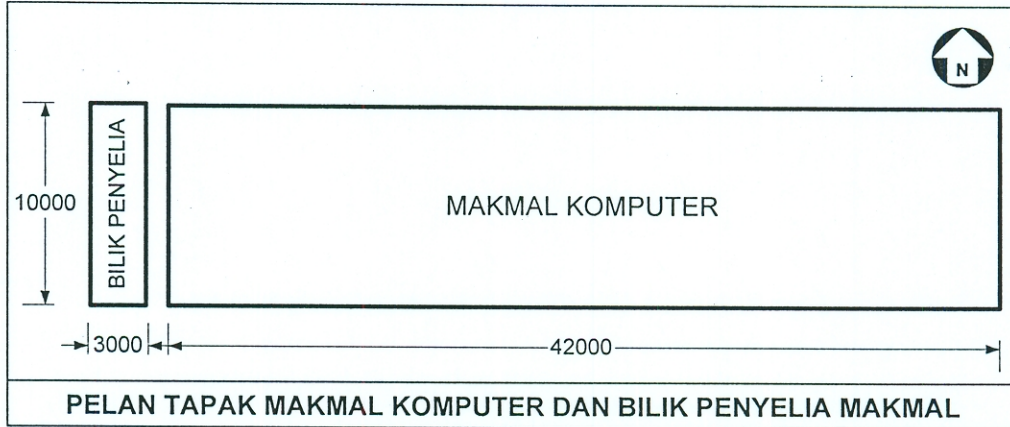 N
10000
BILIK PENYELIA
MAKMAL KOMPUTER
3000
42000
PELAN TAPAK MAKMAL KOMPUTER DAN BILIK PENYELIA MAKMAL